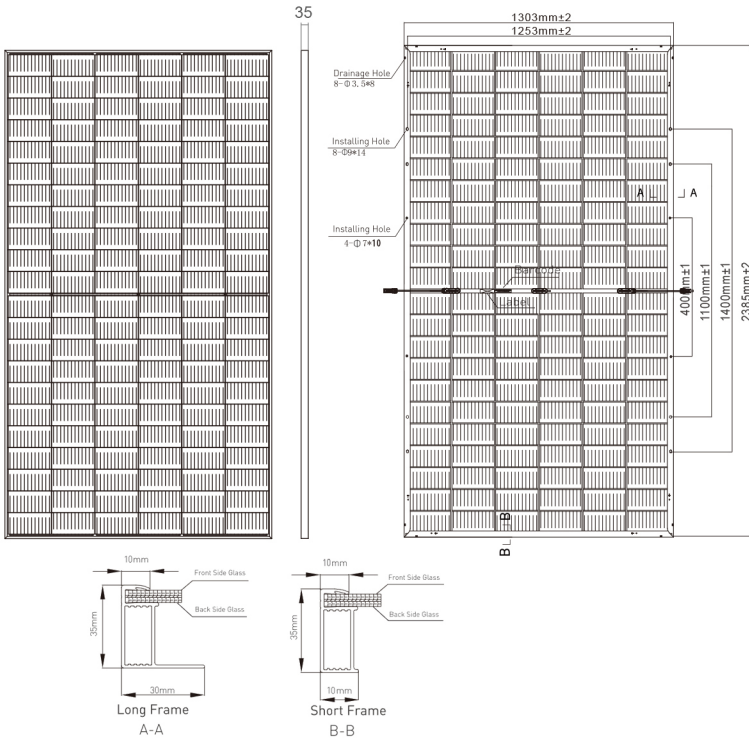 35
1303mm±2
1253mm±2
Drainage Hole
8-Φ3.5*8
Installing Hole
8-Φ9*14
Installing Hole
4-Φ7*10
A
A
Barcode
Label
400mm±1
1100mm±1
1400mm±1
2385mm±2
B
B
10mm
Front Side Glass
Back Side Glass
35mm
30mm
Long Frame
A-A
10mm
Front Side Glass
Back Side Glass
35mm
10mm
Short Frame
B-B